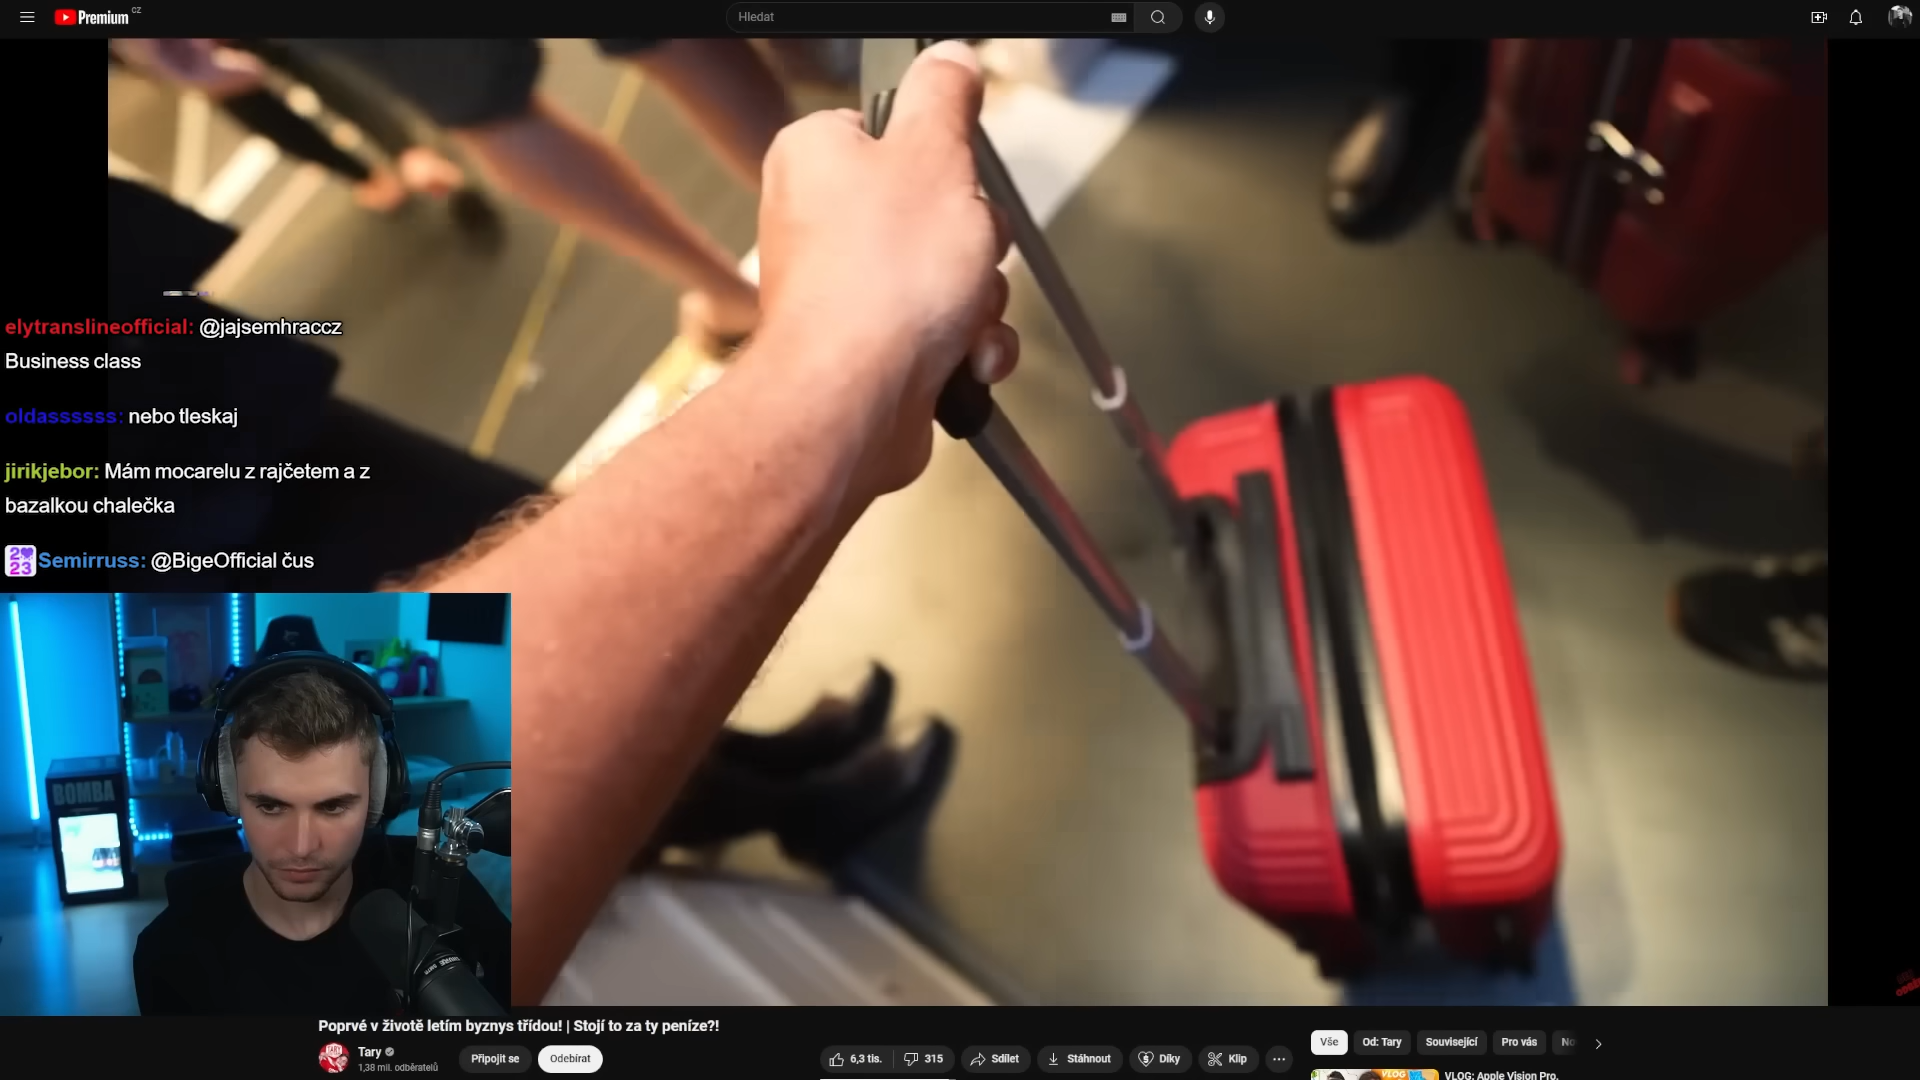 Premium CZ
Hledat
elytranslineofficial: @jajsemhraccz
Business class
oldassssss: nebo tleskaj
jirikjebor: Mám mocarelu z rajčetem a z
bazalkou chalečka
2023 Semirruss: @BigeOfficial čus
BOMBA
Poprvé v životě letím byznys třídou! | Stojí to za ty peníze?!
Tary
1,38 mil. odběratelů
Připojit se
Odebírat
6,3 tis.
315
Sdílet
Stáhnout
Díky
Klip
Vše
Od: Tary
Související
Pro vás
VLOG
VLOG: Apple Vision Pro,